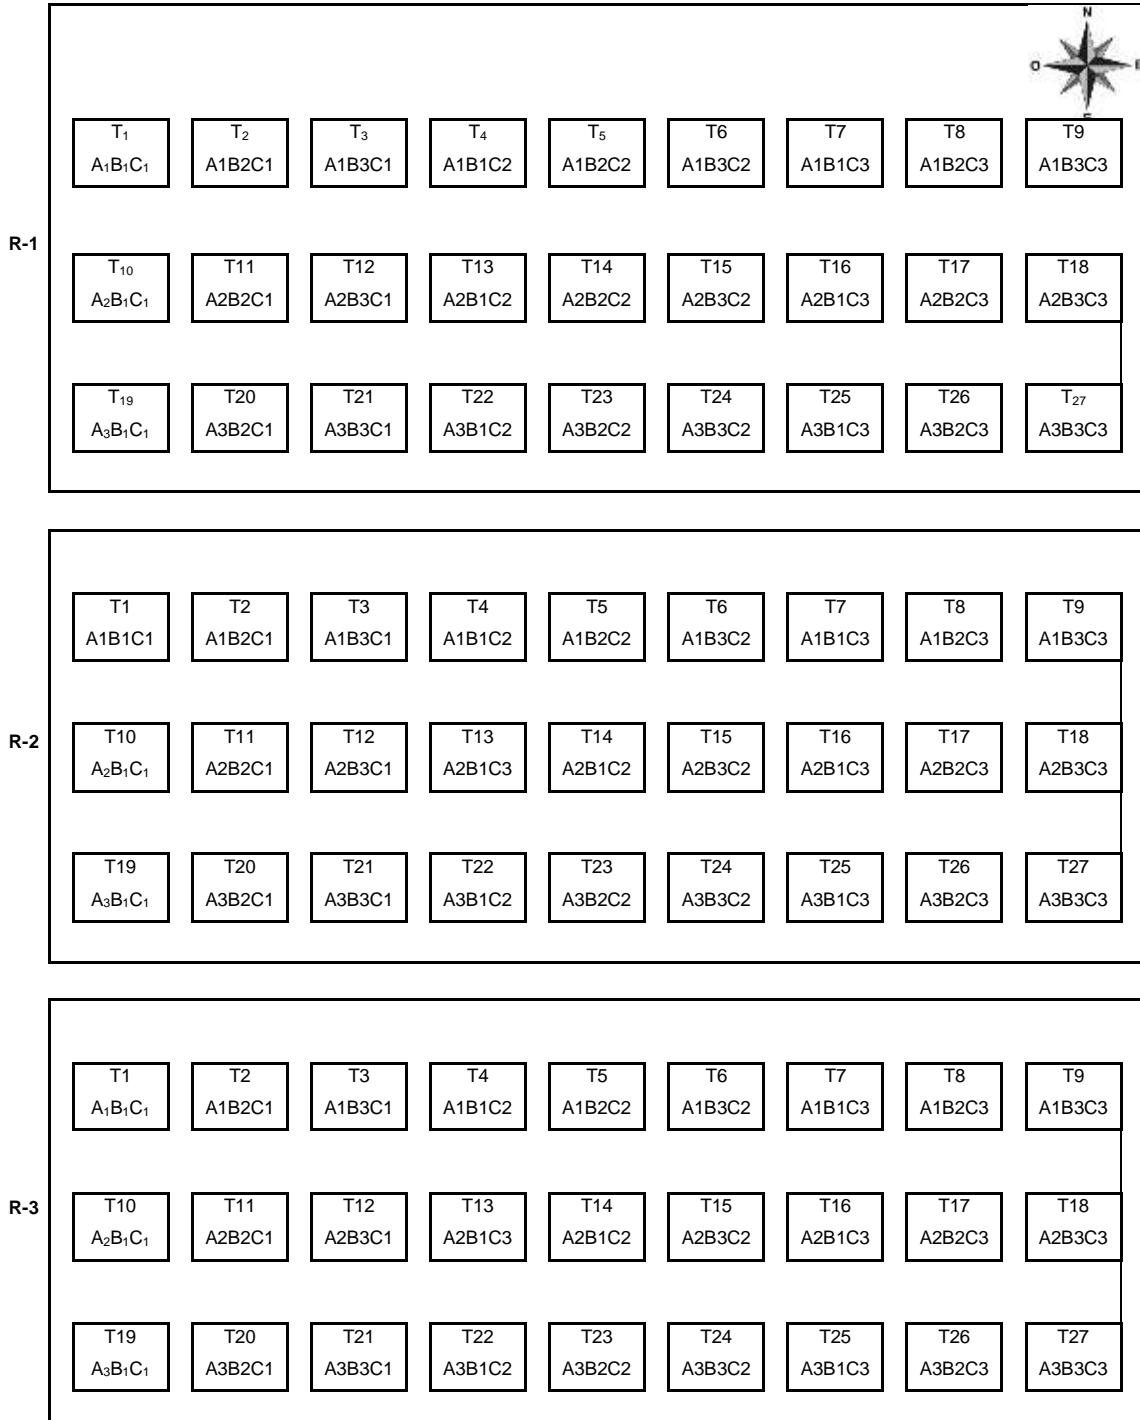 N
O E
T₁ T₂ T₃ T₄ T₅ T6 T7 T8 T9
A₁B₁C₁ A1B2C1 A1B3C1 A1B1C2 A1B2C2 A1B3C2 A1B1C3 A1B2C3 A1B3C3
R-1
T₁₀ T11 T12 T13 T14 T15 T16 T17 T18
A₂B₁C₁ A2B2C1 A2B3C1 A2B1C2 A2B2C2 A2B3C2 A2B1C3 A2B2C3 A2B3C3
T₁₉ T20 T21 T22 T23 T24 T25 T26 T₂₇
A₃B₁C₁ A3B2C1 A3B3C1 A3B1C2 A3B2C2 A3B3C2 A3B1C3 A3B2C3 A3B3C3
T1 T2 T3 T4 T5 T6 T7 T8 T9
A1B1C1 A1B2C1 A1B3C1 A1B1C2 A1B2C2 A1B3C2 A1B1C3 A1B2C3 A1B3C3
R-2
T10 T11 T12 T13 T14 T15 T16 T17 T18
A₂B₁C₁ A2B2C1 A2B3C1 A2B1C3 A2B1C2 A2B3C2 A2B1C3 A2B2C3 A2B3C3
T19 T20 T21 T22 T23 T24 T25 T26 T27
A₃B₁C₁ A3B2C1 A3B3C1 A3B1C2 A3B2C2 A3B3C2 A3B1C3 A3B2C3 A3B3C3
T1 T2 T3 T4 T5 T6 T7 T8 T9
A₁B₁C₁ A1B2C1 A1B3C1 A1B1C2 A1B2C2 A1B3C2 A1B1C3 A1B2C3 A1B3C3
R-3
T10 T11 T12 T13 T14 T15 T16 T17 T18
A₂B₁C₁ A2B2C1 A2B3C1 A2B1C3 A2B1C2 A2B3C2 A2B1C3 A2B2C3 A2B3C3
T19 T20 T21 T22 T23 T24 T25 T26 T27
A₃B₁C₁ A3B2C1 A3B3C1 A3B1C2 A3B2C2 A3B3C2 A3B1C3 A3B2C3 A3B3C3